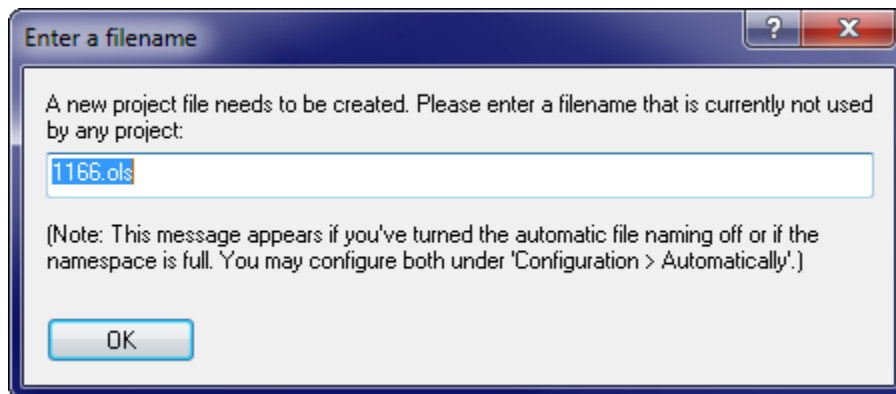 Enter a filename
?
X
A new project file needs to be created. Please enter a filename that is currently not used
by any project:
1166.ols
(Note: This message appears if you've turned the automatic file naming off or if the
namespace is full. You may configure both under 'Configuration > Automatically'.)
OK